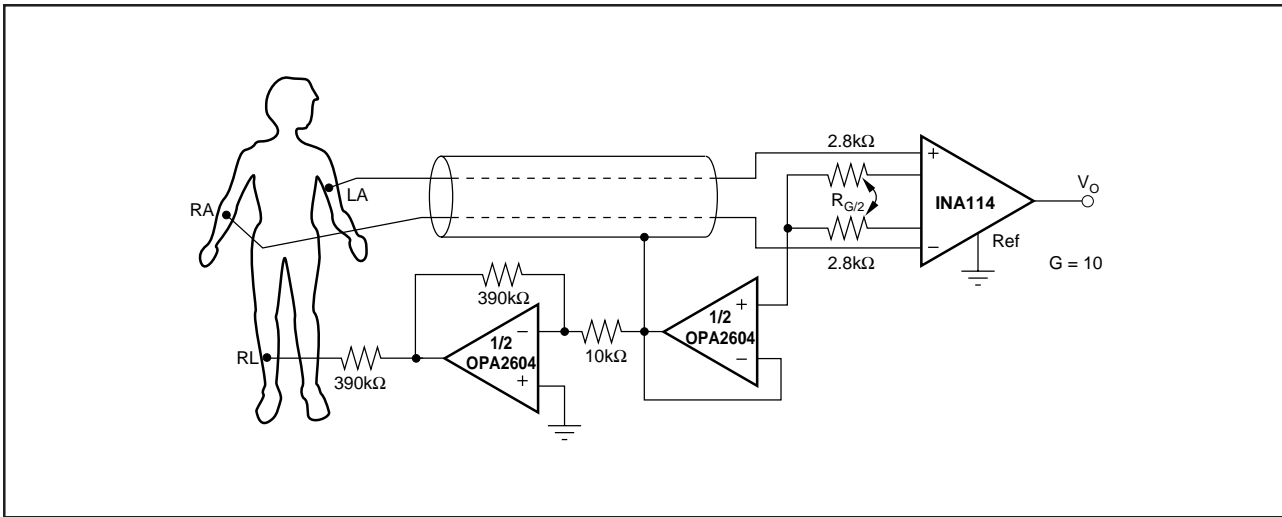 2.8kΩ
LA
RA
+
INA114
−
V_O
R_G/2
Ref
G = 10
2.8kΩ
390kΩ
1/2
OPA2604
+
−
10kΩ
1/2
OPA2604
−
+
RL
390kΩ